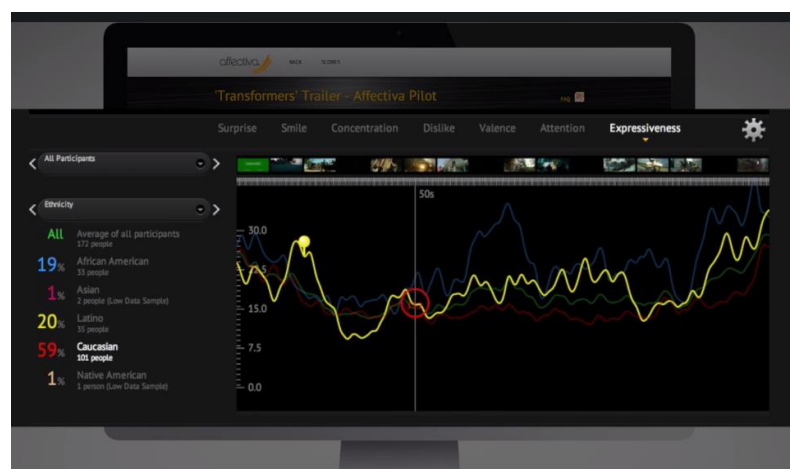 affectiva
BACK
SCORES
'Transformers' Trailer - Affectiva Pilot
FAQ
Surprise Smile Concentration Dislike Valence Attention Expressiveness
All Participants
Ethnicity
All Average of all participants
172 people
19% African American
33 people
1% Asian
2 people (Low Data Sample)
20% Latino
35 people
59% Caucasian
101 people
1% Native American
1 person (Low Data Sample)
50s
30.0
22.5
15.0
7.5
0.0